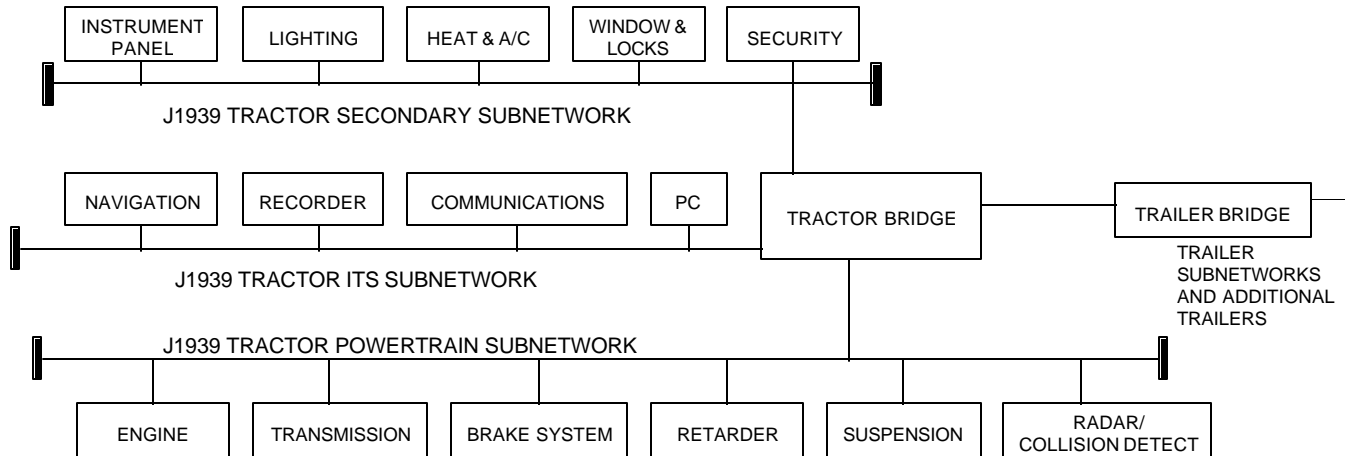 INSTRUMENT
PANEL
LIGHTING
HEAT & A/C
WINDOW &
LOCKS
SECURITY
J1939 TRACTOR SECONDARY SUBNETWORK
NAVIGATION
RECORDER
COMMUNICATIONS
PC
TRACTOR BRIDGE
TRAILER BRIDGE
TRAILER
SUBNETWORKS
AND ADDITIONAL
TRAILERS
J1939 TRACTOR ITS SUBNETWORK
J1939 TRACTOR POWERTRAIN SUBNETWORK
ENGINE
TRANSMISSION
BRAKE SYSTEM
RETARDER
SUSPENSION
RADAR/
COLLISION DETECT